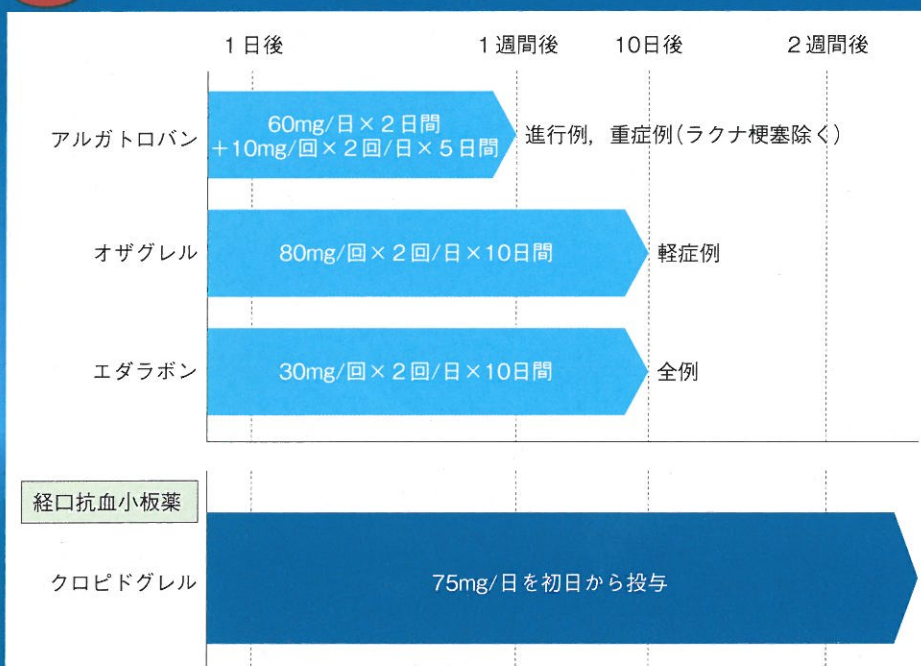 1日後
1週間後
10日後
2週間後
アルガトロバン
60mg/日×2日間
+10mg/回×2回/日×5日間
進行例，重症例(ラクナ梗塞除く)
オザグレル
80mg/回×2回/日×10日間
軽症例
エダラボン
30mg/回×2回/日×10日間
全例
経口抗血小板薬
クロピドグレル
75mg/日を初日から投与